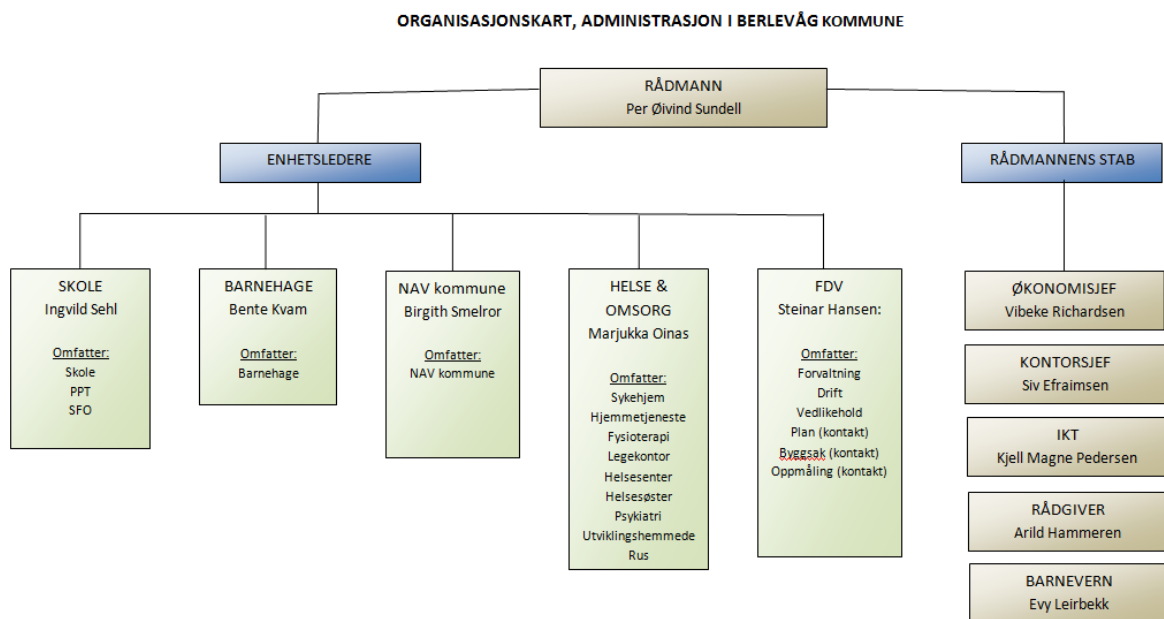 ORGANISASJONSKART, ADMINISTRASJON I BERLEVÅG KOMMUNE
RÅDMANN
Per Øivind Sundell
ENHETSLEDERE
RÅDMANNENS STAB
SKOLE
Ingvild Sehl
Omfatter:
Skole
PPT
SFO
BARNEHAGE
Bente Kvam
Omfatter:
Barnehage
NAV kommune
Birgith Smelror
Omfatter:
NAV kommune
HELSE &
OMSORG
Marjukka Oinas
Omfatter:
Sykehjem
Hjemmetjeneste
Fysioterapi
Legekontor
Helsesenter
Helsesøster
Psykiatri
Utviklingshemmede
Rus
FDV
Steinar Hansen:
Omfatter:
Forvaltning
Drift
Vedlikehold
Plan (kontakt)
Byggsak (kontakt)
Oppmåling (kontakt)
ØKONOMISJEF
Vibeke Richardsen
KONTORSJEF
Siv Efraimsen
IKT
Kjell Magne Pedersen
RÅDGIVER
Arild Hammeren
BARNEVERN
Evy Leirbekk